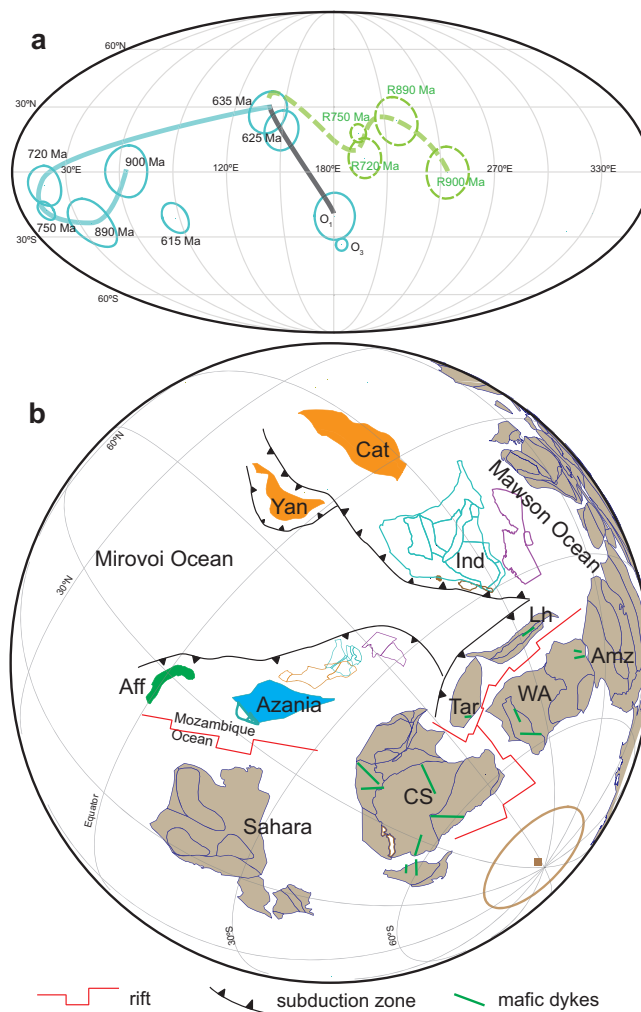 a
60ºN
30ºN
635 Ma
R890 Ma
R750 Ma
625 Ma
720 Ma
900 Ma
R720 Ma
30ºE
120ºE
180ºE
270ºE
330ºE
R900 Ma
750 Ma
890 Ma
615 Ma
O1
O3
30ºS
60ºS
b
60ºN
Cat
Yan
Mawson Ocean
Mirovoi Ocean
Ind
30ºN
Lh
Amz
Aff
Azania
Tar
WA
Mozambique
Ocean
CS
Equator
Sahara
30ºS
60ºS
rift
subduction zone
mafic dykes